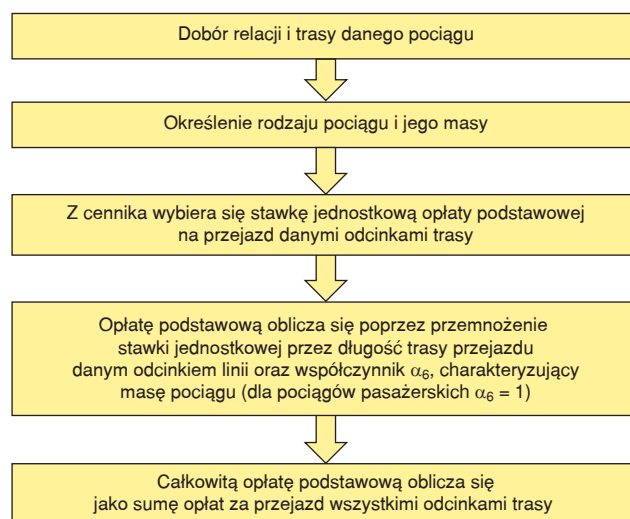 Dobór relacji i trasy danego pociągu
Określenie rodzaju pociągu i jego masy
Z cennika wybiera się stawkę jednostkową opłaty podstawowej
na przejazd danymi odcinkami trasy
Opłatę podstawową oblicza się poprzez przemnożenie
stawki jednostkowej przez długość trasy przejazdu
danym odcinkiem linii oraz współczynnik α₆, charakteryzujący
masę pociągu (dla pociągów pasażerskich α₆ = 1)
Całkowitą opłatę podstawową oblicza się
jako sumę opłat za przejazd wszystkimi odcinkami trasy